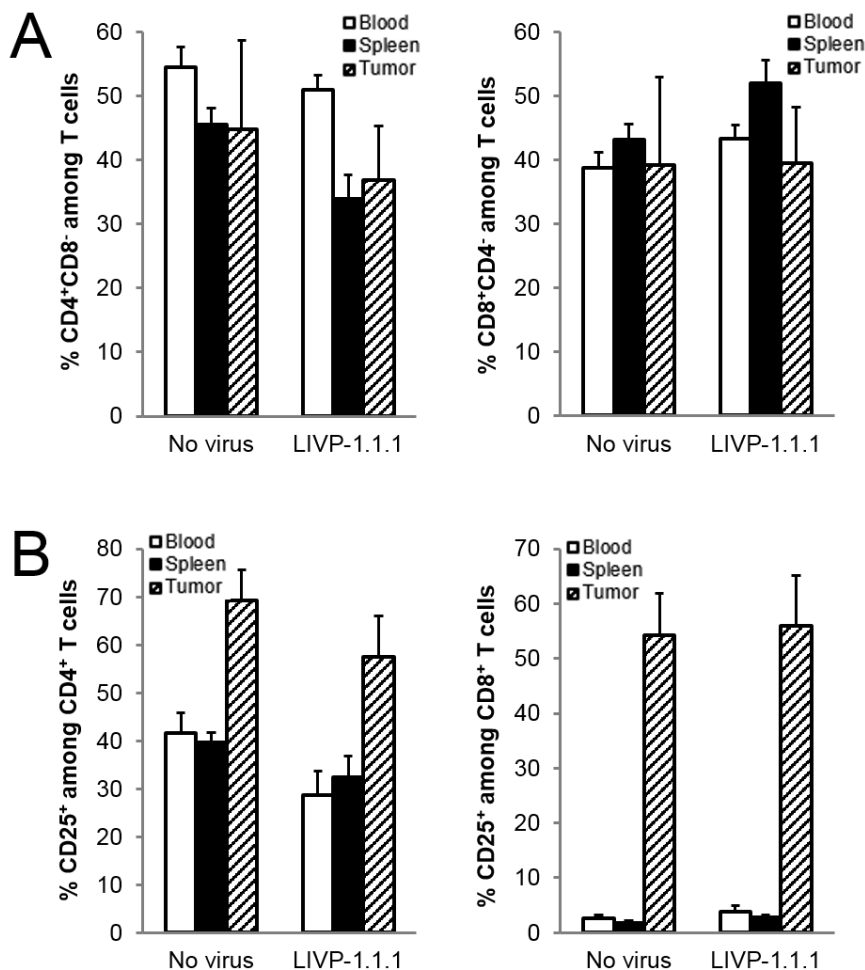 A
% CD4⁺CD8⁻ among T cells
60
50
40
30
20
10
0
Blood
Spleen
Tumor
No virus
LIVP-1.1.1
% CD8⁺CD4⁻ among T cells
60
50
40
30
20
10
0
Blood
Spleen
Tumor
No virus
LIVP-1.1.1
B
% CD25⁺ among CD4⁺ T cells
80
70
60
50
40
30
20
10
0
Blood
Spleen
Tumor
No virus
LIVP-1.1.1
% CD25⁺ among CD8⁺ T cells
70
60
50
40
30
20
10
0
Blood
Spleen
Tumor
No virus
LIVP-1.1.1